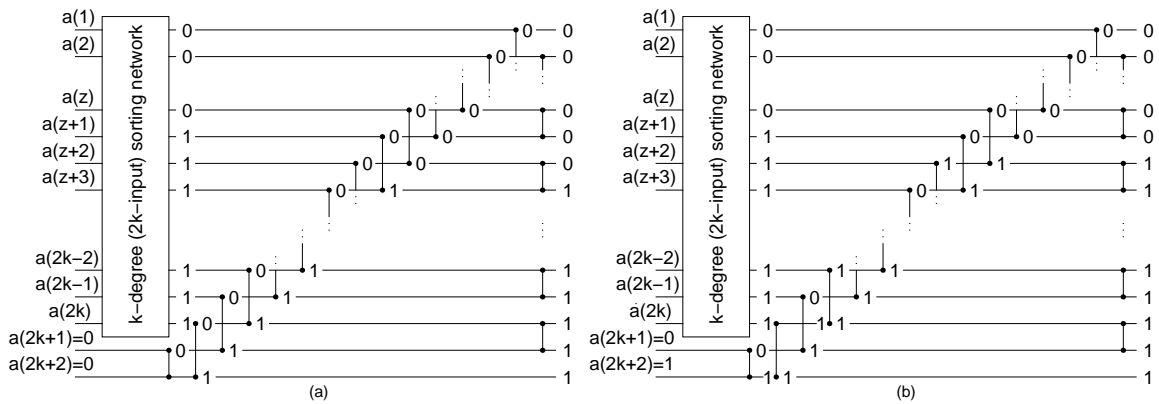 a(1) 0 0 0
a(2) 0 0 0
a(z) 0 0 0 0
a(z+1) 1 0 0 0
a(z+2) 1 0 0 0
a(z+3) 1 0 1 1
k−degree (2k−input) sorting network
a(2k−2) 1 0 1 1
a(2k−1) 1 0 1 1
a(2k) 1 0 1 1
a(2k+1)=0 0 1 1
a(2k+2)=0 1 1
(a)
a(1) 0 0 0
a(2) 0 0 0
a(z) 0 0 0 0
a(z+1) 1 0 0 0
a(z+2) 1 1 1 1
a(z+3) 1 0 1 1
k−degree (2k−input) sorting network
a(2k−2) 1 1 1 1
a(2k−1) 1 0 1 1
a(2k) 1 1 1 1
a(2k+1)=0 0 1 1
a(2k+2)=1 1 1 1
(b)